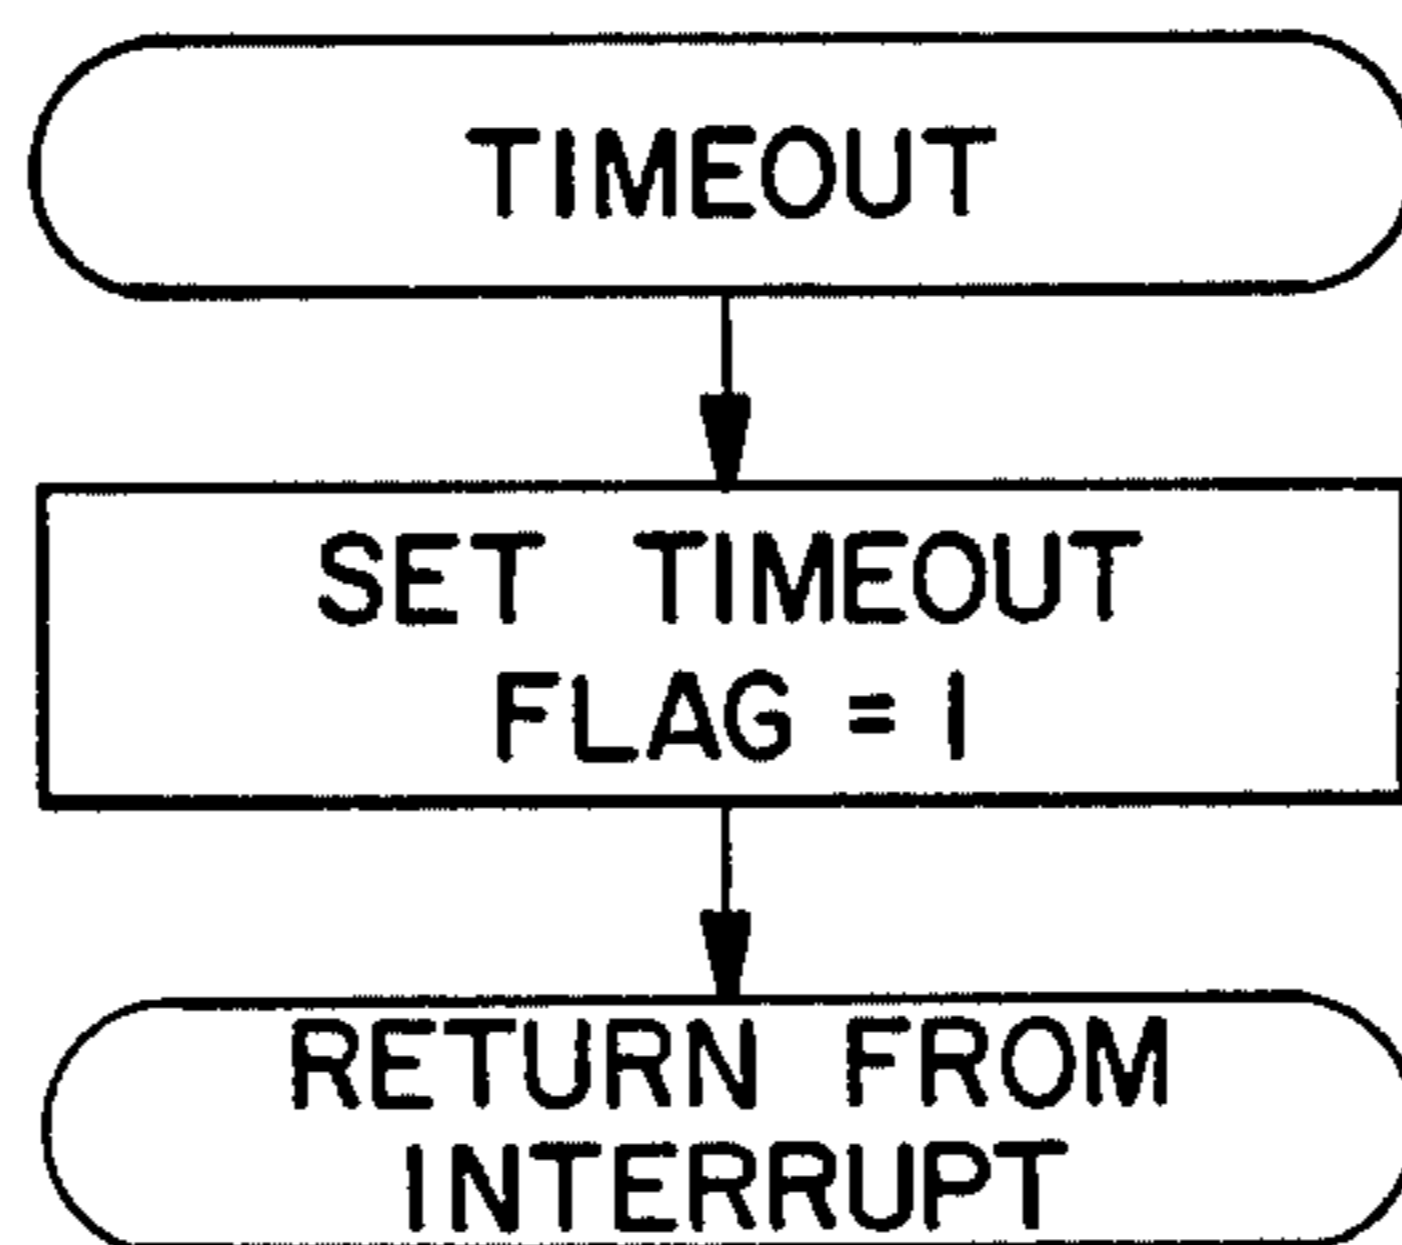 TIMEOUT
SET TIMEOUT
FLAG = 1
RETURN FROM
INTERRUPT